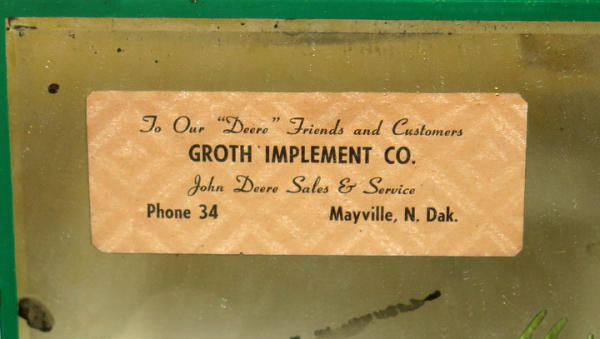 To Our "Deere" Friends and Customers
GROTH IMPLEMENT CO.
John Deere Sales & Service
Phone 34 Mayville, N. Dak.